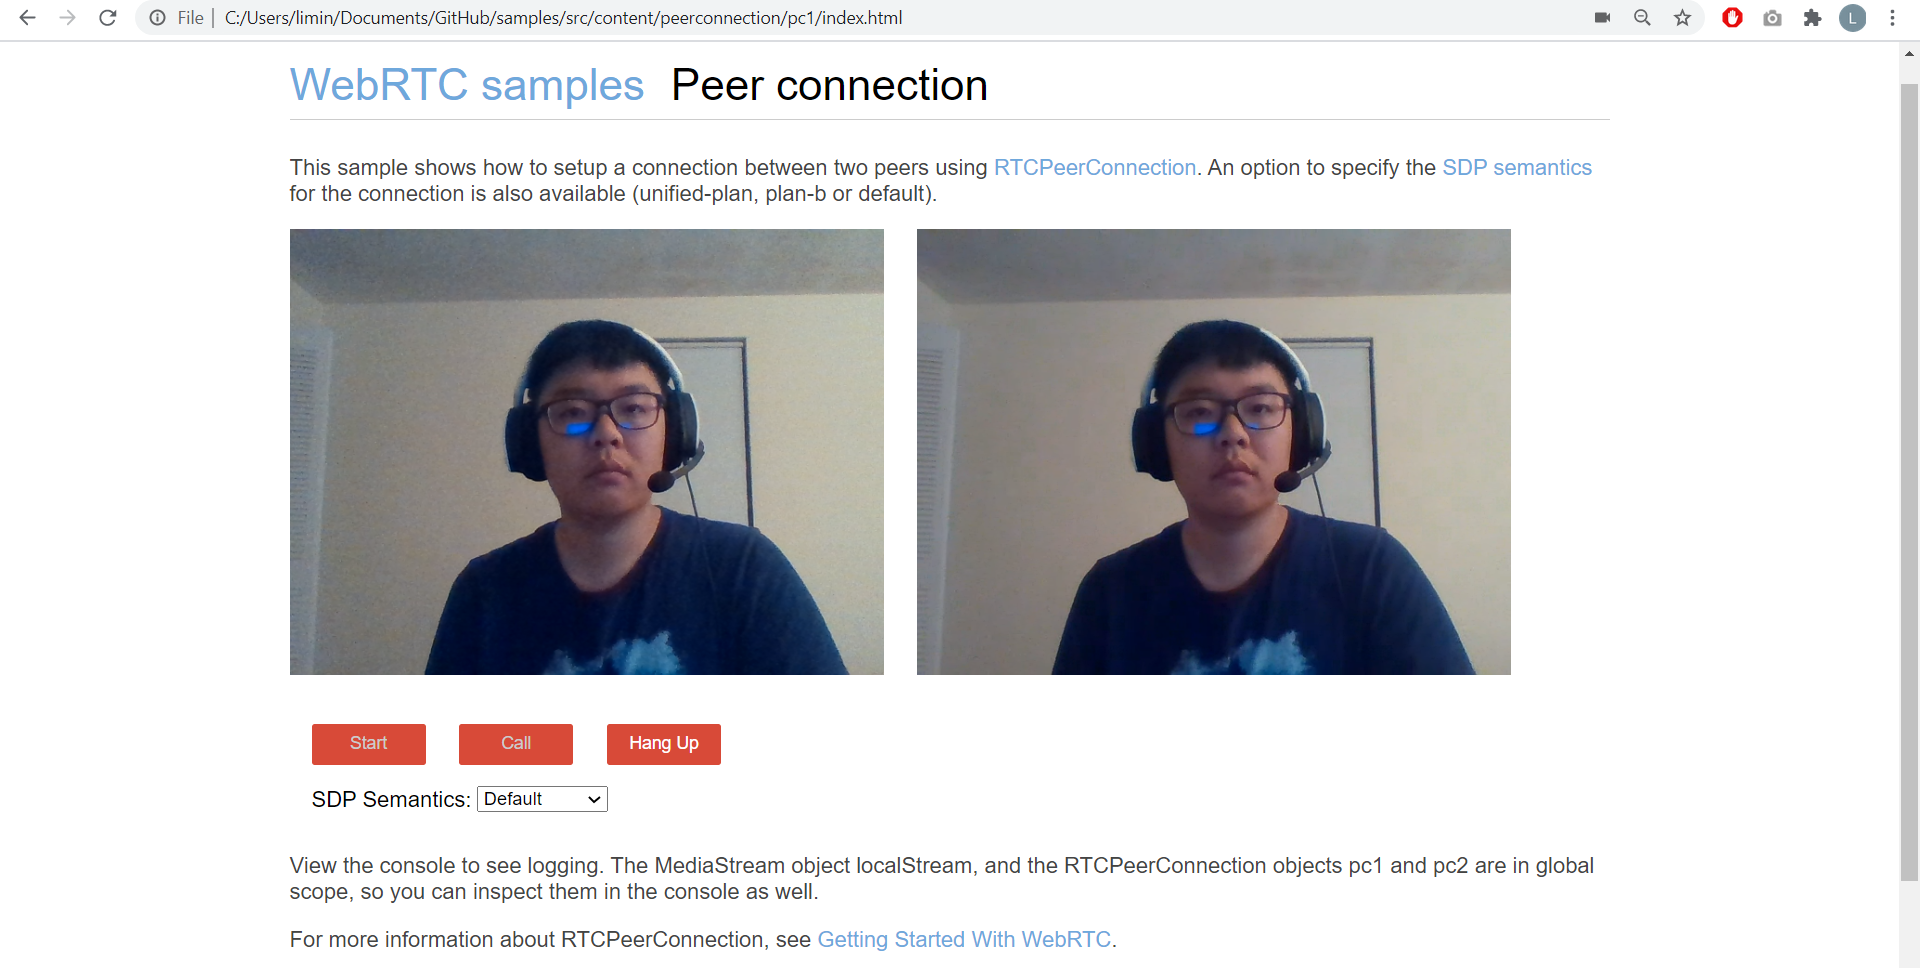 File | C:/Users/limin/Documents/GitHub/samples/src/content/peerconnection/pc1/index.html
L
WebRTC samples Peer connection
This sample shows how to setup a connection between two peers using RTCPeerConnection. An option to specify the SDP semantics
for the connection is also available (unified-plan, plan-b or default).
Start Call Hang Up
SDP Semantics: Default
View the console to see logging. The MediaStream object localStream, and the RTCPeerConnection objects pc1 and pc2 are in global
scope, so you can inspect them in the console as well.
For more information about RTCPeerConnection, see Getting Started With WebRTC.